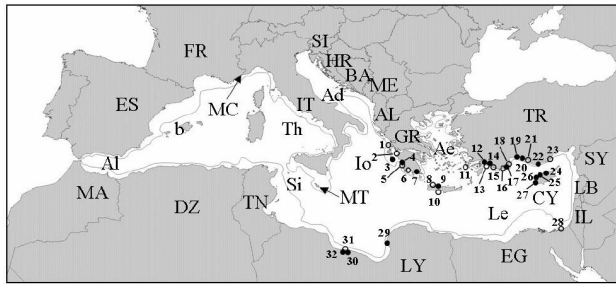 FR
SI
HR
BA
ME
MC
IT
Ad
ES
AL
TR
b
Th
GR
Ae
Al
Io
1
2
3
4
5
6
7
8
9
10
11
12
13
14
15
16
17
18
19
20
21
22
23
24
25
26
27
SY
CY
LB
MA
DZ
TN
Si
MT
Le
IL
28
29
31
32
30
LY
EG